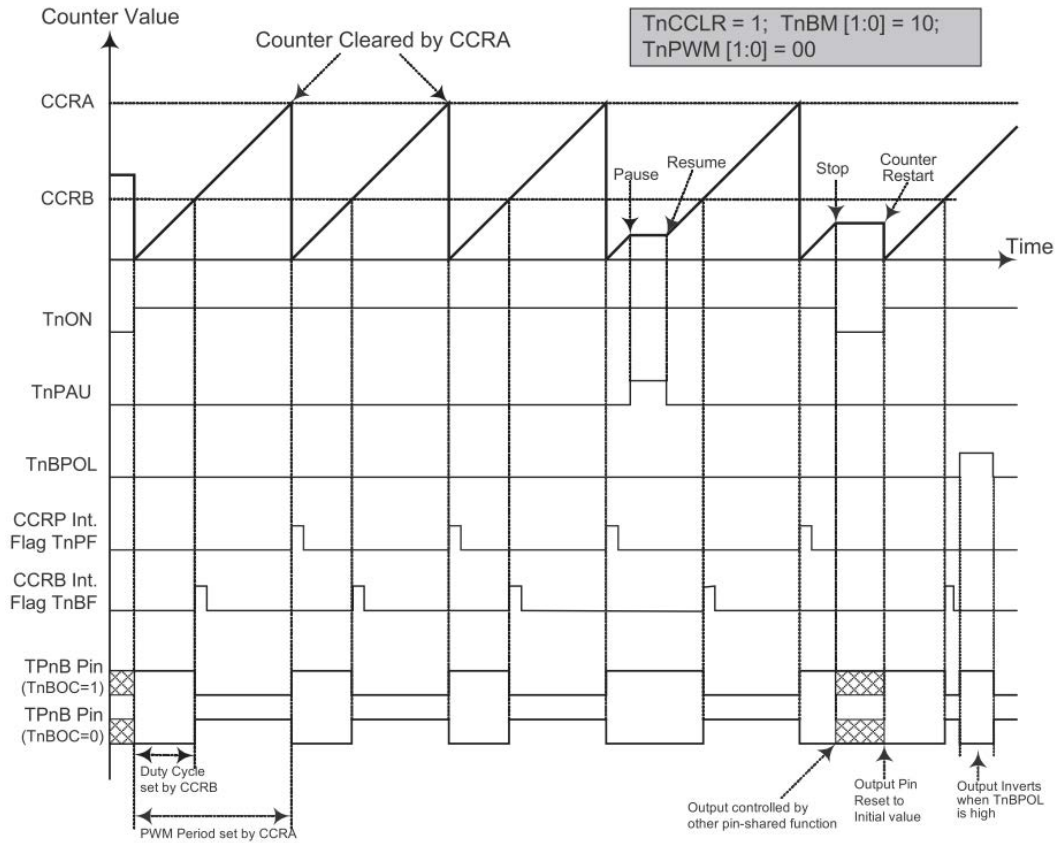 Counter Value
Counter Cleared by CCRA
TnCCLR = 1; TnBM [1:0] = 10;
TnPWM [1:0] = 00
CCRA
Pause
Resume
Stop
Counter
Restart
CCRB
Time
TnON
TnPAU
TnBPOL
CCRP Int.
Flag TnPF
CCRB Int.
Flag TnBF
TPnB Pin
(TnBOC=1)
TPnB Pin
(TnBOC=0)
Duty Cycle
set by CCRB
PWM Period set by CCRA
Output controlled by
other pin-shared function
Output Pin
Reset to
Initial value
Output Inverts
when TnBPOL
is high